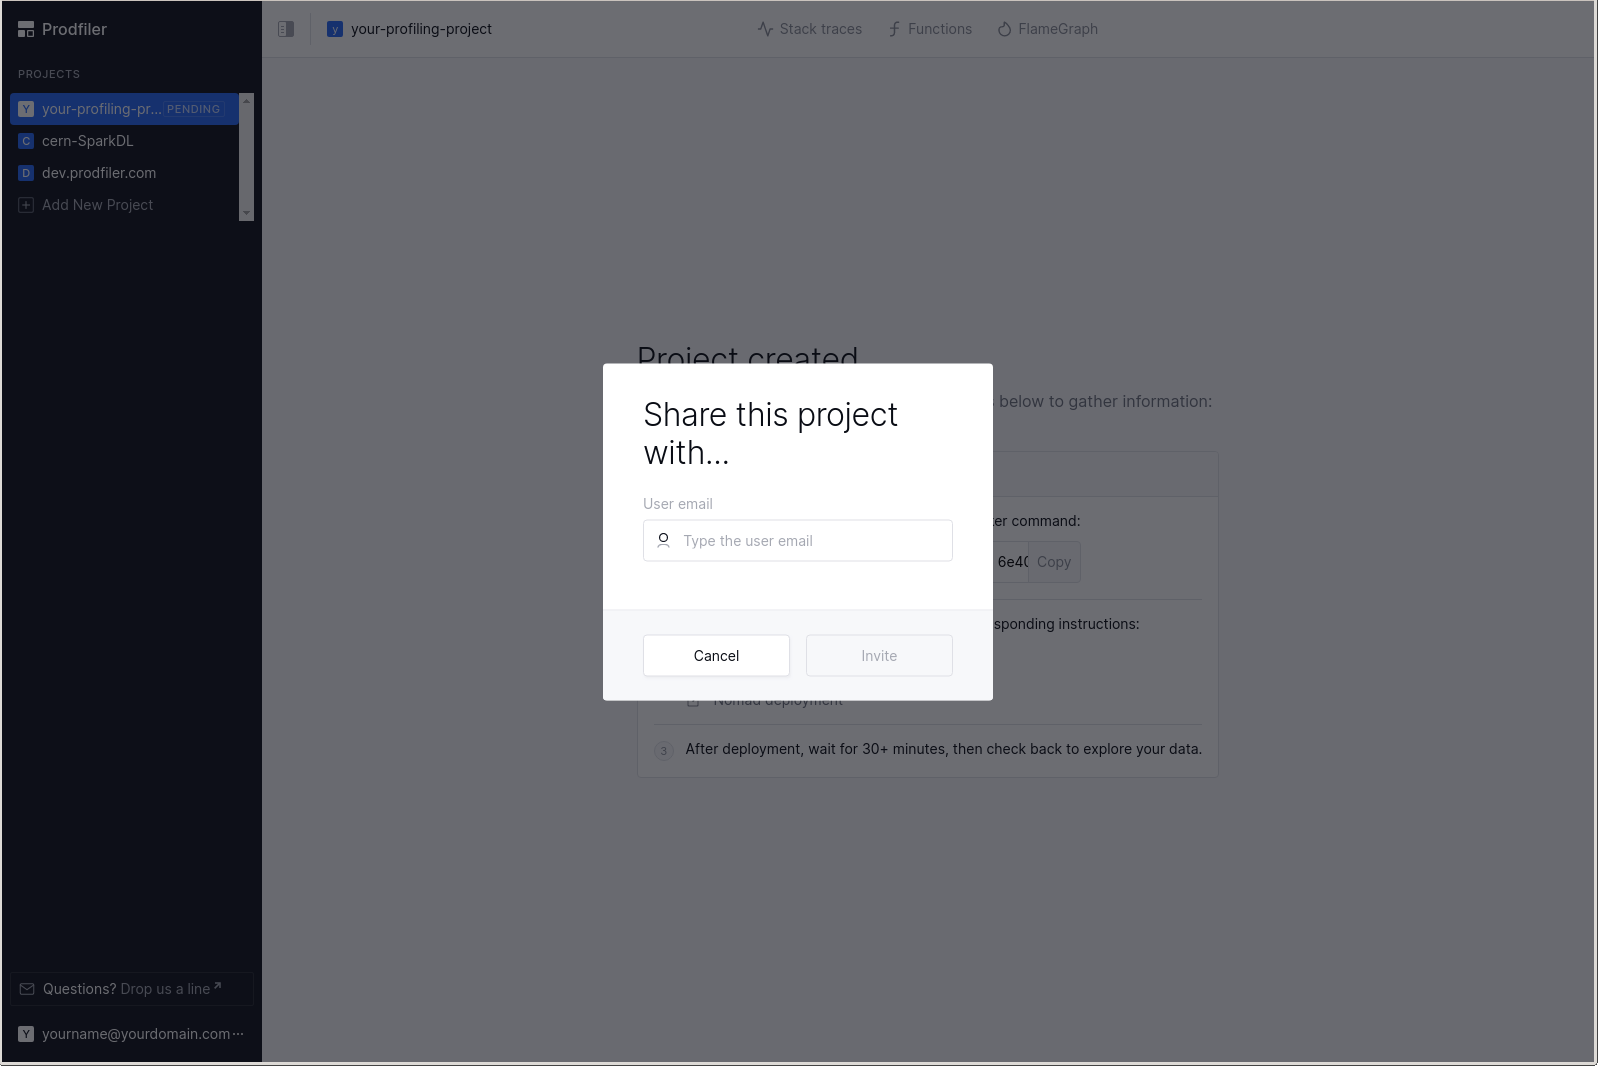 Prodfiler
PROJECTS
Y your-profiling-pr... PENDING
C cern-SparkDL
D dev.prodfiler.com
Add New Project
y your-profiling-project
Stack traces
Functions
FlameGraph
Project created
below to gather information:
command:
Copy
instructions:
Nomad deployment
3 After deployment, wait for 30+ minutes, then check back to explore your data.
Share this project
with...
User email
Type the user email
Cancel
Invite
Questions? Drop us a line
Y yourname@yourdomain.com ...